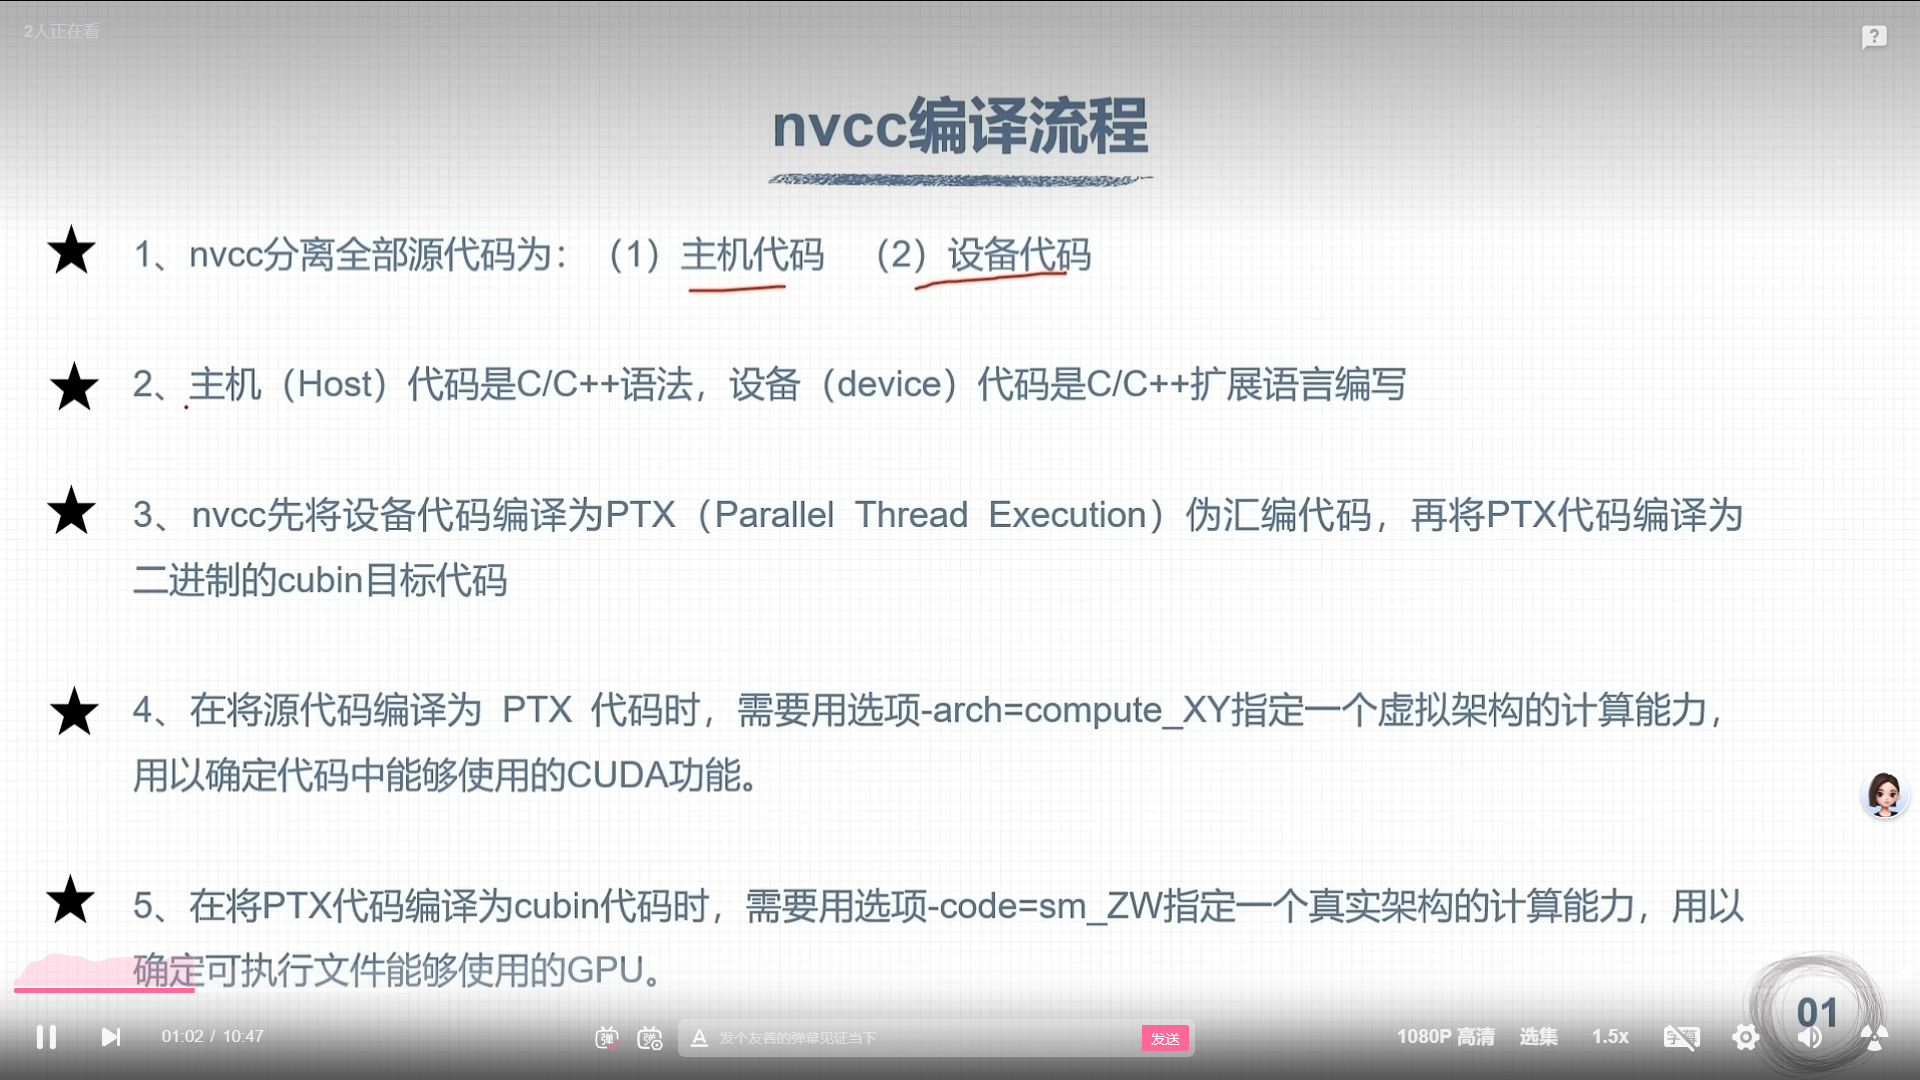 2人正在看
nvcc编译流程
1、nvcc分离全部源代码为：（1）主机代码 （2）设备代码
2、主机（Host）代码是C/C++语法，设备（device）代码是C/C++扩展语言编写
3、nvcc先将设备代码编译为PTX（Parallel Thread Execution）伪汇编代码，再将PTX代码编译为
二进制的cubin目标代码
4、在将源代码编译为 PTX 代码时，需要用选项-arch=compute_XY指定一个虚拟架构的计算能力，
用以确定代码中能够使用的CUDA功能。
5、在将PTX代码编译为cubin代码时，需要用选项-code=sm_ZW指定一个真实架构的计算能力，用以
确定可执行文件能够使用的GPU。
01
01:02 / 10:47
弹
弹
A
发个友善的弹幕见证当下
发送
1080P 高清
选集
1.5x
字幕